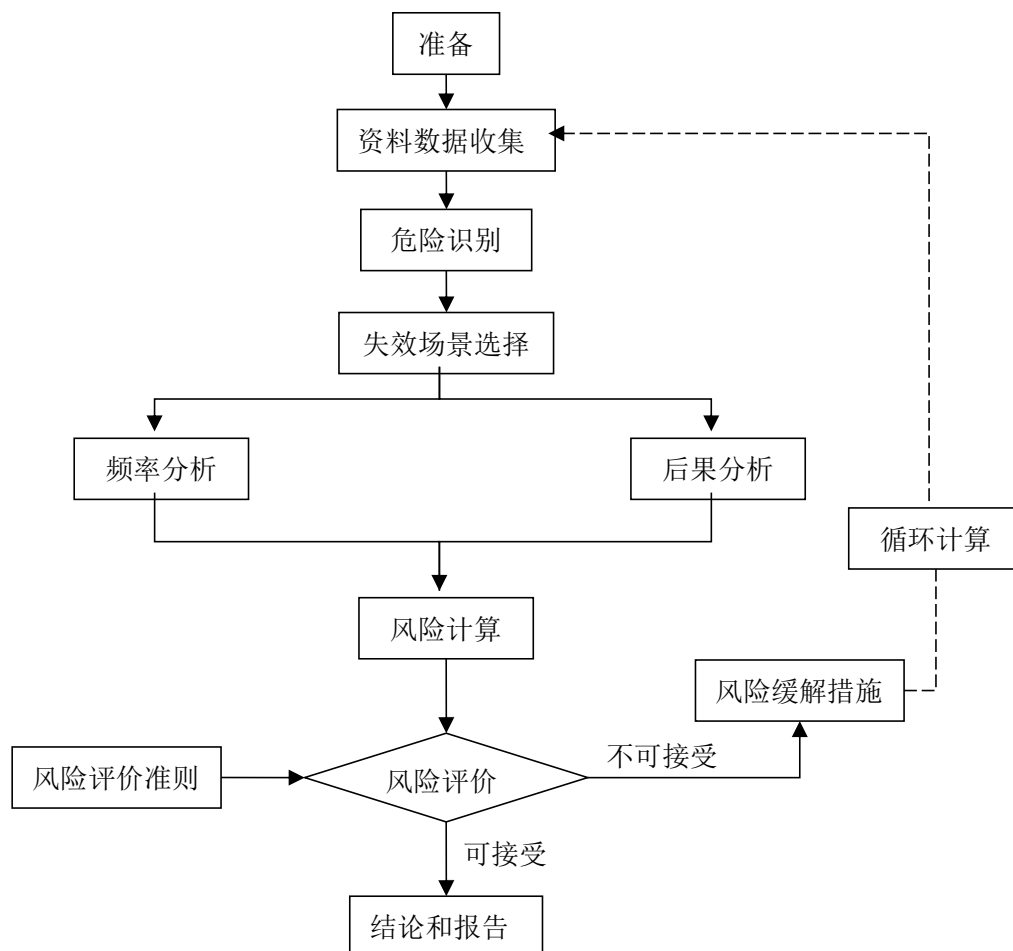 准备
资料数据收集
危险识别
失效场景选择
频率分析
后果分析
循环计算
风险计算
风险缓解措施
不可接受
风险评价准则
风险评价
可接受
结论和报告